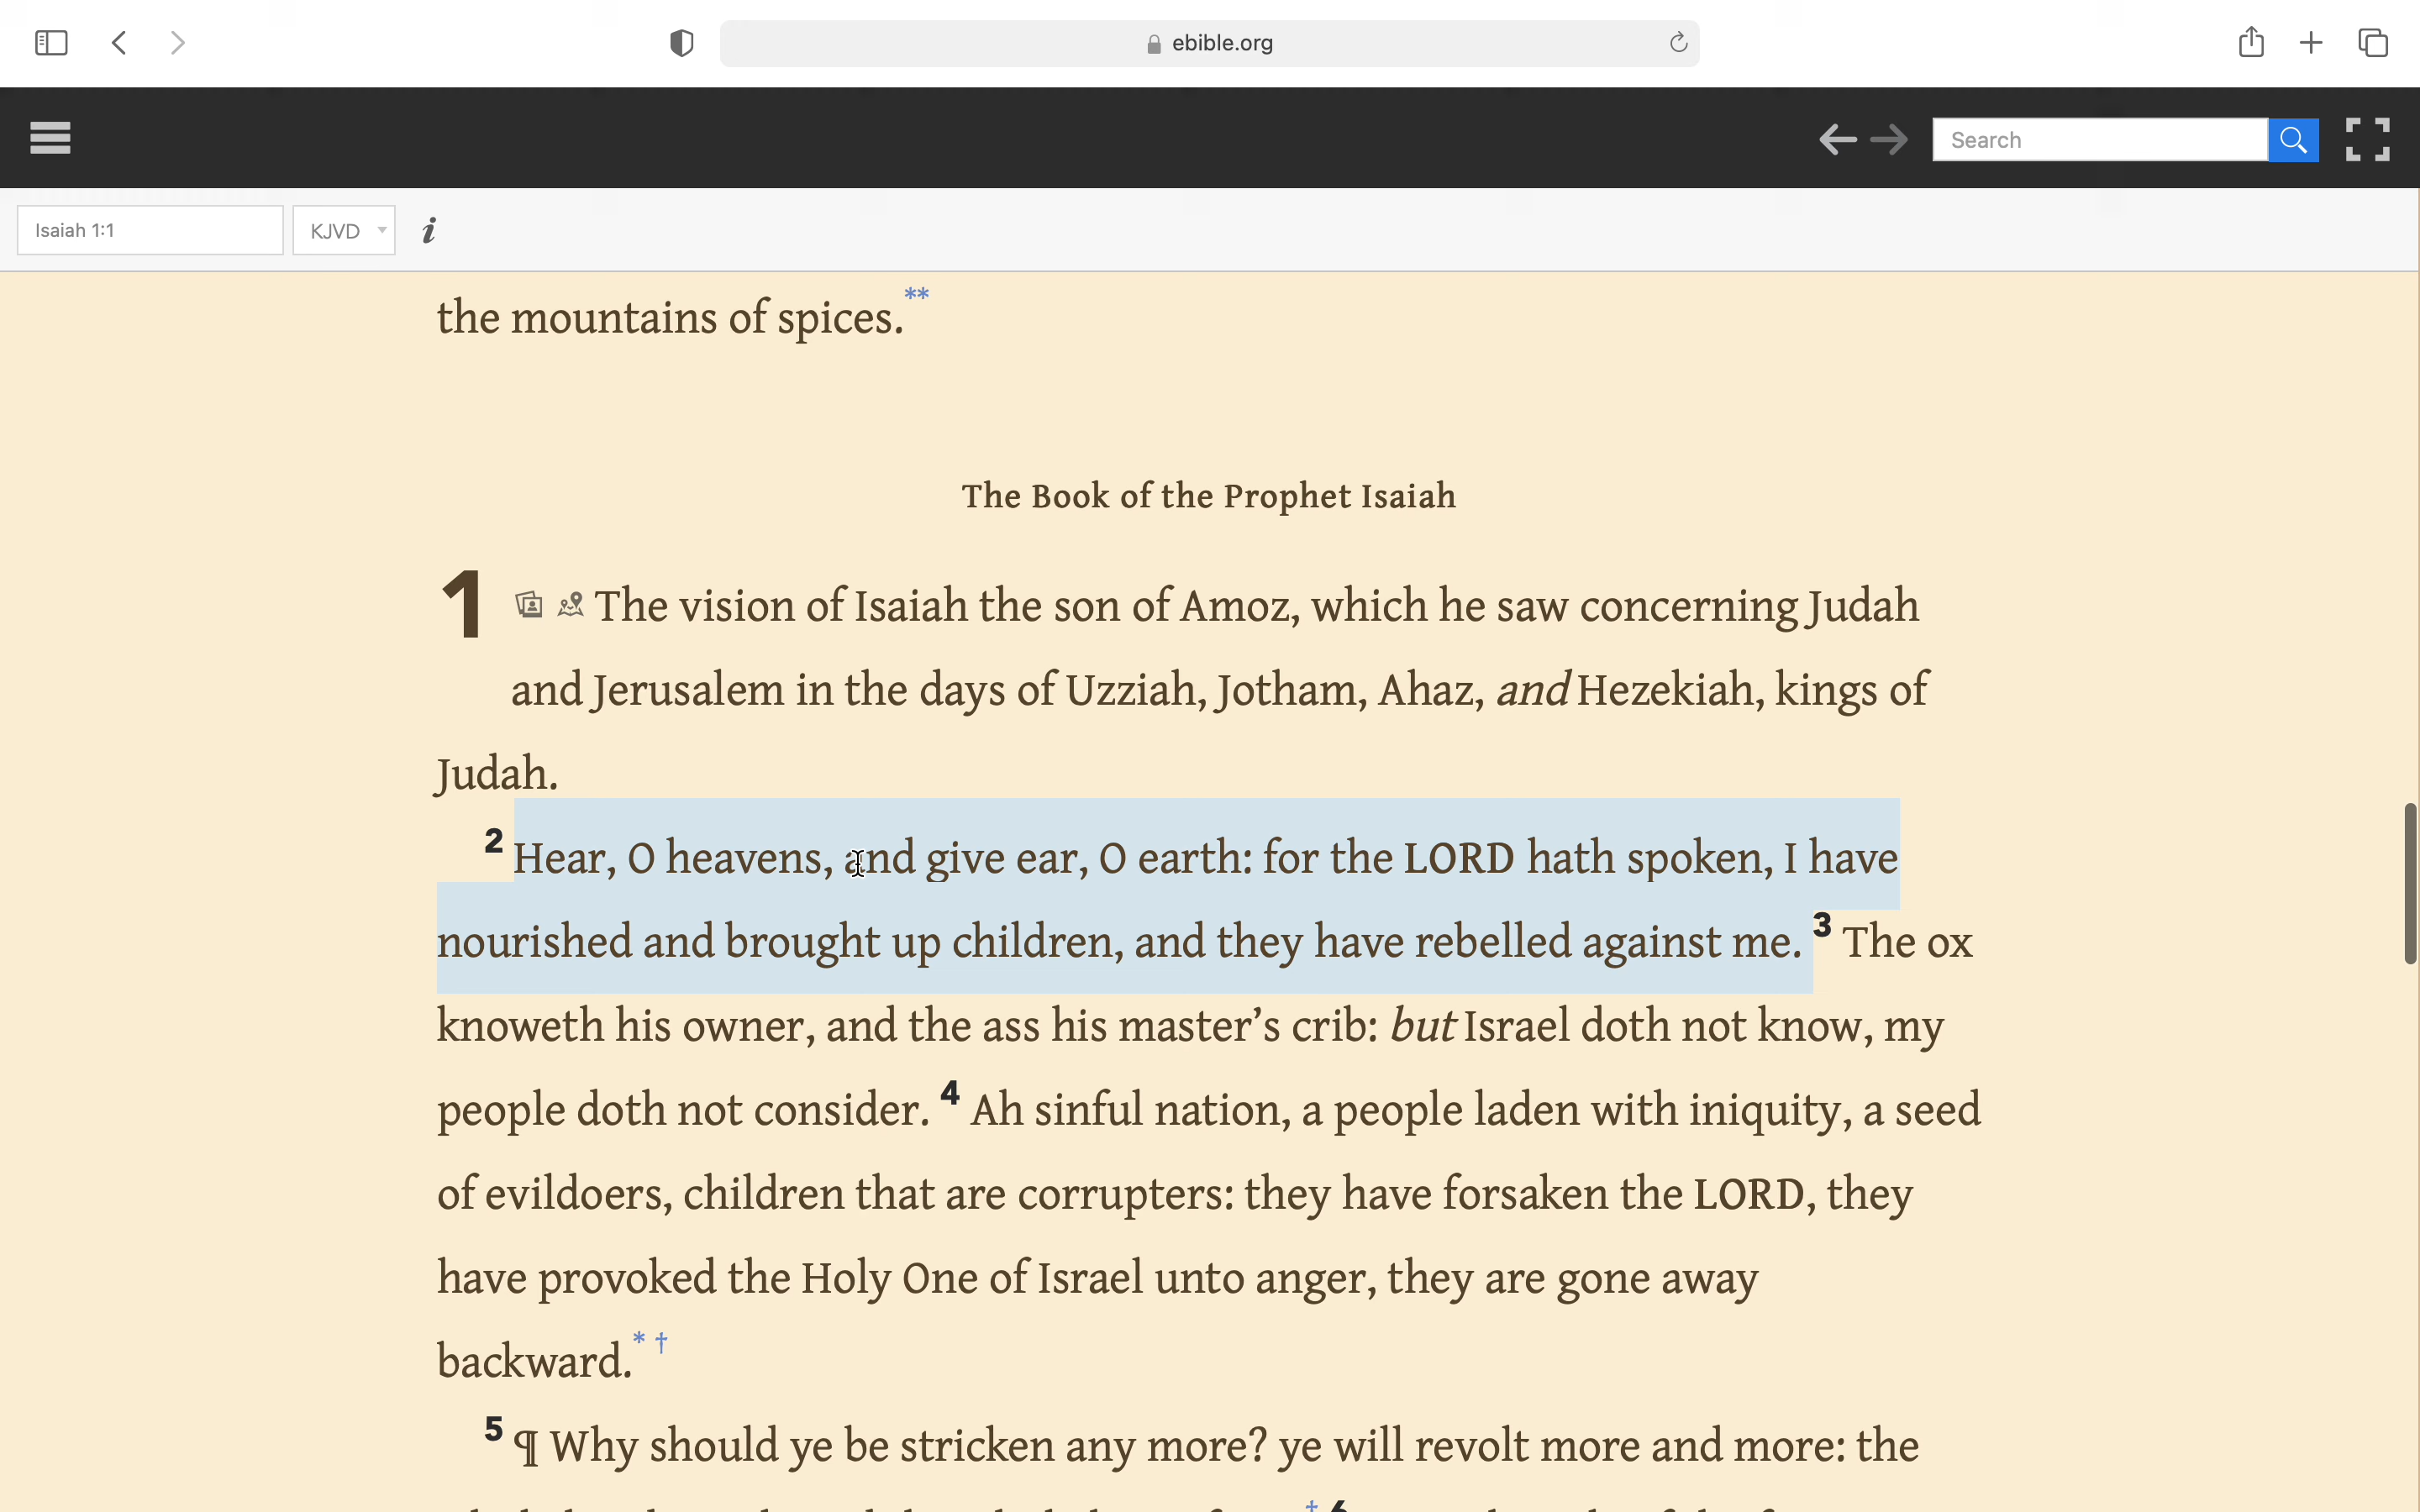 ebible.org
Search
Isaiah 1:1
KJVD
i
the mountains of spices.**
The Book of the Prophet Isaiah
1 The vision of Isaiah the son of Amoz, which he saw concerning Judah
and Jerusalem in the days of Uzziah, Jotham, Ahaz, and Hezekiah, kings of
Judah.
2 Hear, O heavens, and give ear, O earth: for the LORD hath spoken, I have
nourished and brought up children, and they have rebelled against me. 3 The ox
knoweth his owner, and the ass his master’s crib: but Israel doth not know, my
people doth not consider. 4 Ah sinful nation, a people laden with iniquity, a seed
of evildoers, children that are corrupters: they have forsaken the LORD, they
have provoked the Holy One of Israel unto anger, they are gone away
backward.* †
5 ¶ Why should ye be stricken any more? ye will revolt more and more: the